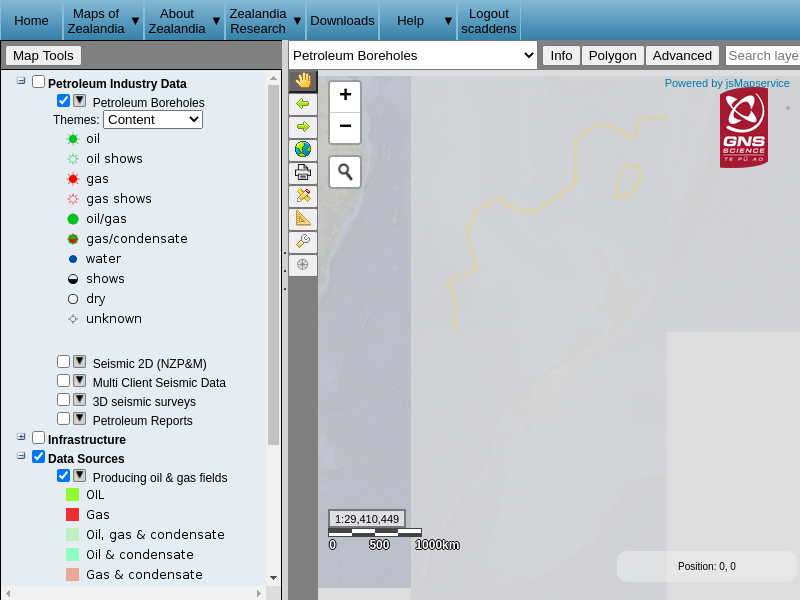 Home
Maps of Zealandia ▼
About Zealandia ▼
Zealandia Research ▼
Downloads
Help ▼
Logout scaddens
Map Tools
Petroleum Boreholes
Info
Polygon
Advanced
Search laye
Petroleum Industry Data
Petroleum Boreholes
Themes: Content
oil
oil shows
gas
gas shows
oil/gas
gas/condensate
water
shows
dry
unknown
Seismic 2D (NZP&M)
Multi Client Seismic Data
3D seismic surveys
Petroleum Reports
Infrastructure
Data Sources
Producing oil & gas fields
OIL
Gas
Oil, gas & condensate
Oil & condensate
Gas & condensate
+
−
Powered by jsMapservice
GNS
SCIENCE
TE PŪ AO
1:29,410,449
0 500 1000km
Position: 0, 0